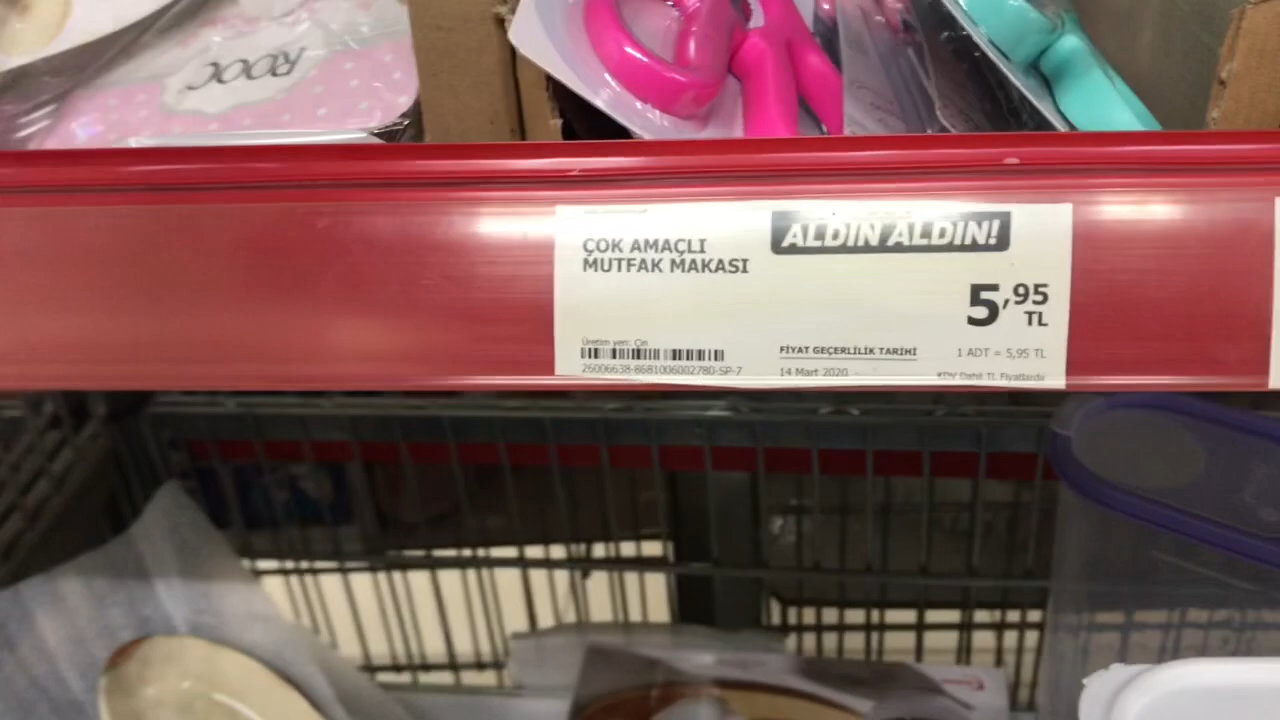 ROOC
ALDIN ALDIN!
ÇOK AMAÇLI
MUTFAK MAKASI
5,95
TL
Üretim yeri: Çin
26006638-8681006002780-SP-7
FİYAT GEÇERLİLİK TARİHİ
14 Mart 2020
1 ADT = 5,95 TL
KDV Dahil TL Fiyatlarıdır